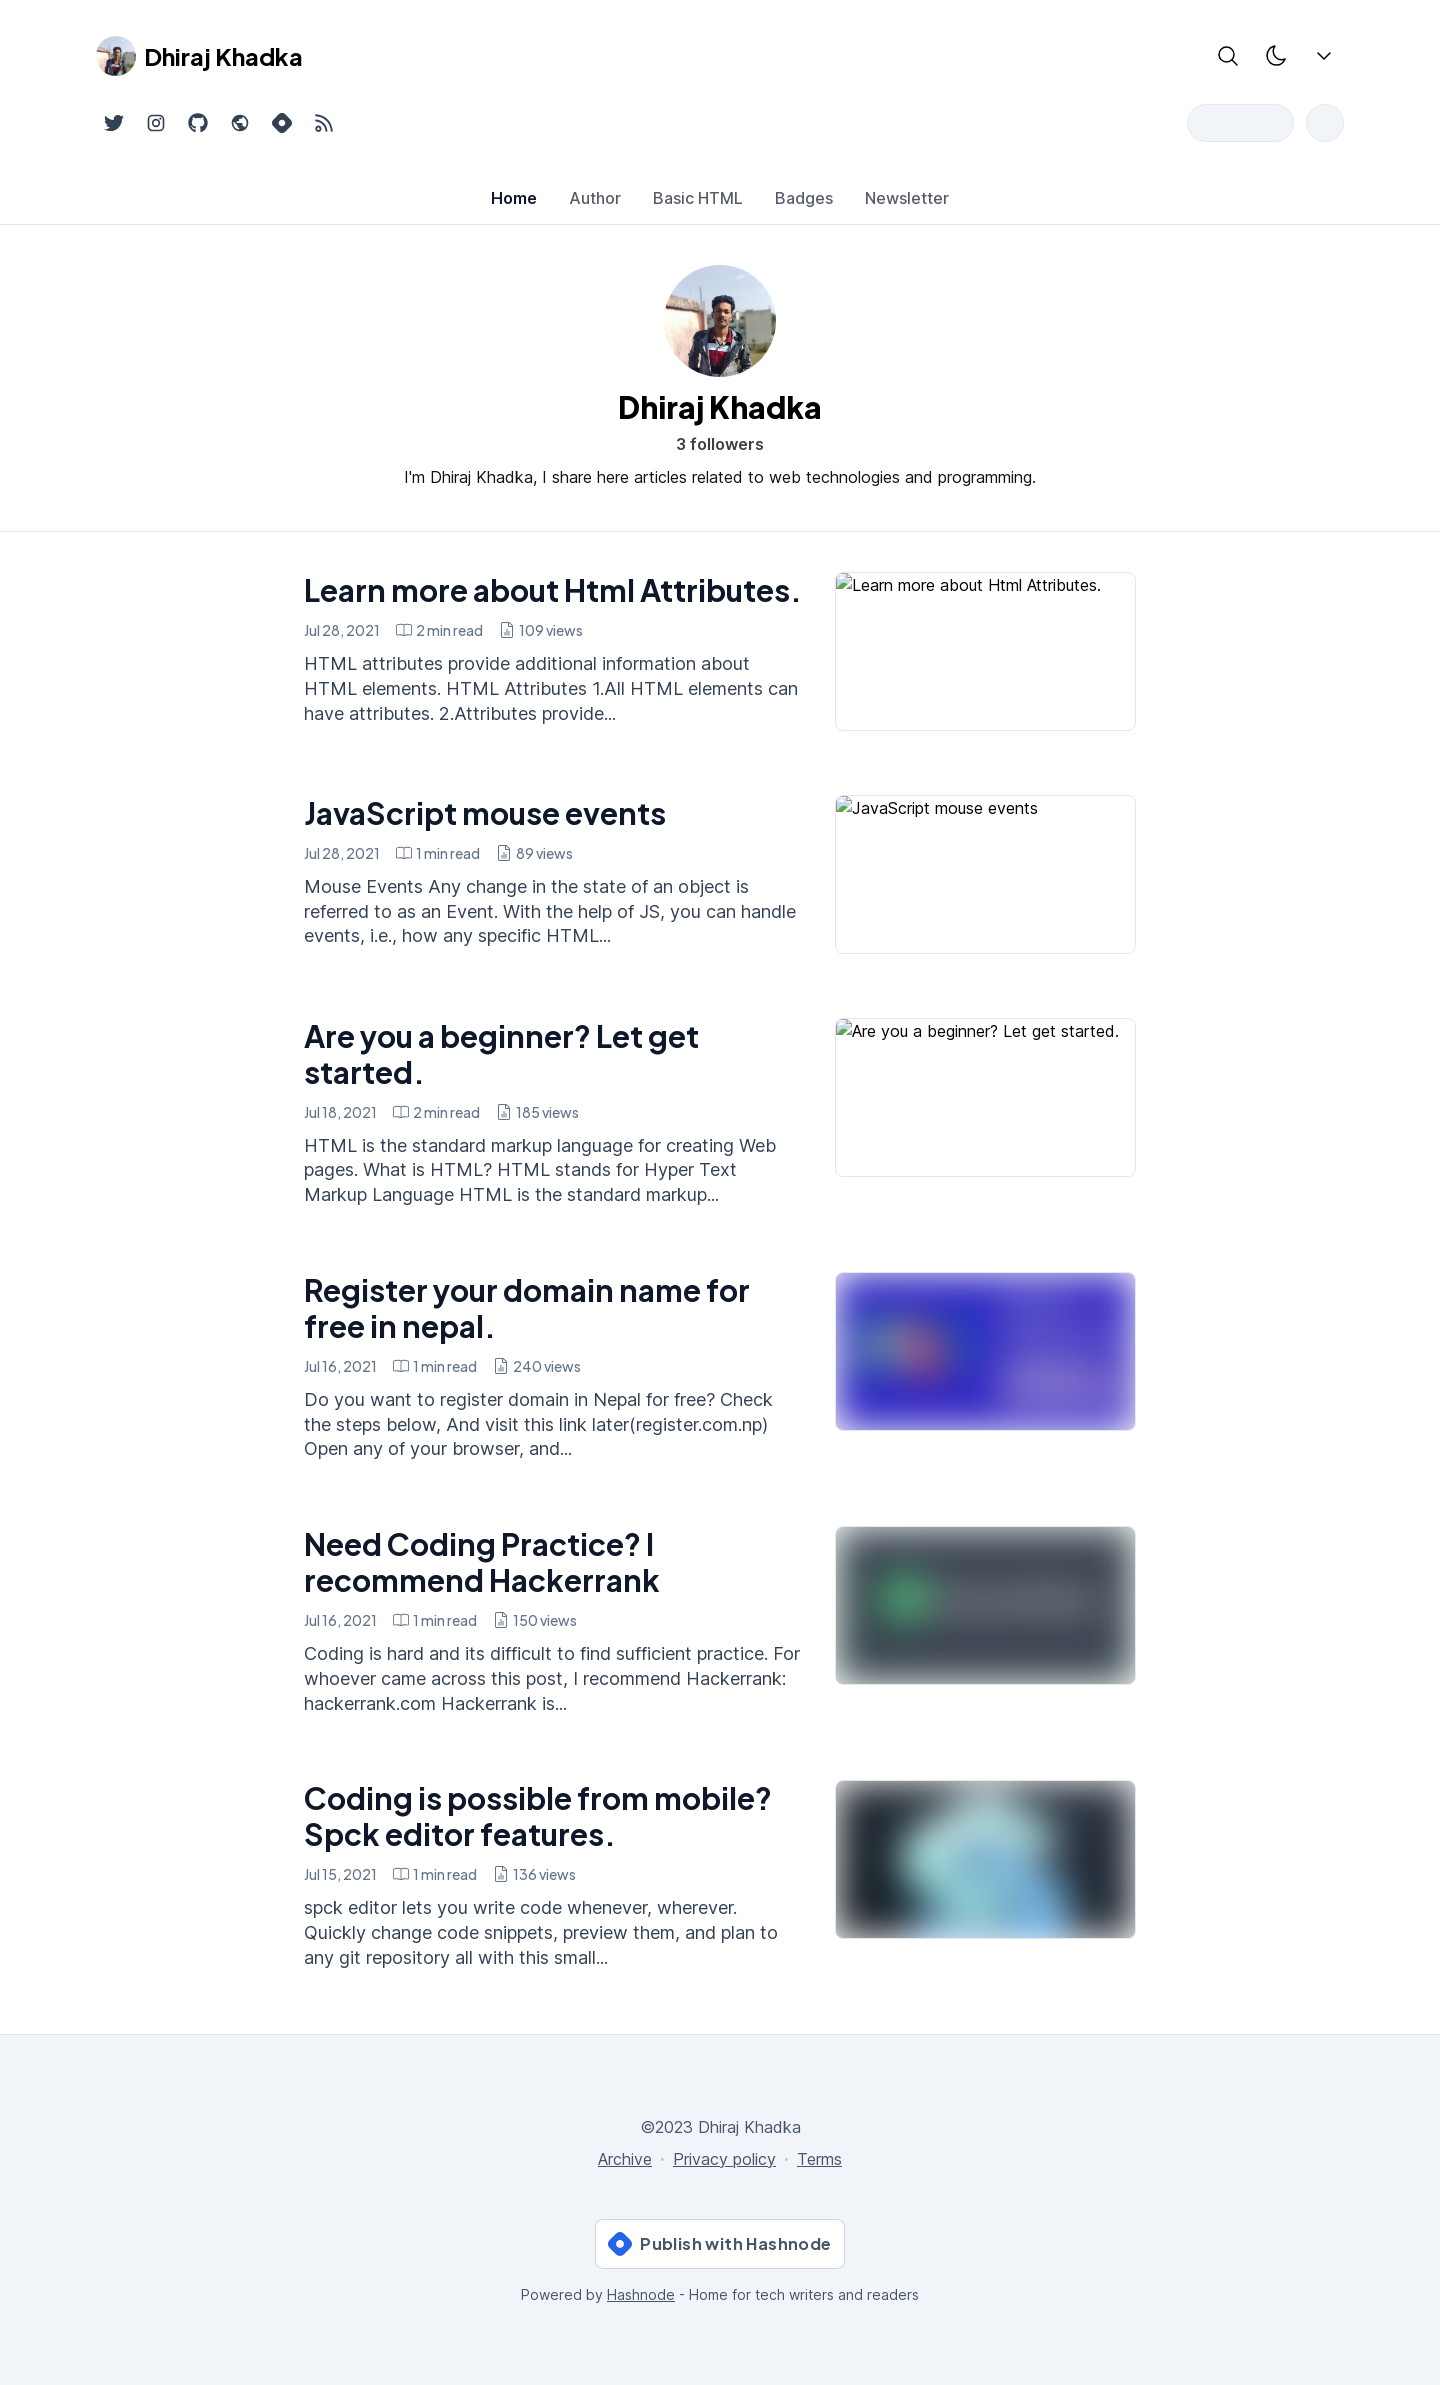 Dhiraj Khadka
Home Author Basic HTML Badges Newsletter
Dhiraj Khadka
3 followers
I'm Dhiraj Khadka, I share here articles related to web technologies and programming.
Learn more about Html Attributes.
Jul 28, 2021 2 min read 109 views
HTML attributes provide additional information about
HTML elements. HTML Attributes 1.All HTML elements can
have attributes. 2.Attributes provide...
Learn more about Html Attributes.
JavaScript mouse events
Jul 28, 2021 1 min read 89 views
Mouse Events Any change in the state of an object is
referred to as an Event. With the help of JS, you can handle
events, i.e., how any specific HTML...
JavaScript mouse events
Are you a beginner? Let get
started.
Jul 18, 2021 2 min read 185 views
HTML is the standard markup language for creating Web
pages. What is HTML? HTML stands for Hyper Text
Markup Language HTML is the standard markup...
Are you a beginner? Let get started.
Register your domain name for
free in nepal.
Jul 16, 2021 1 min read 240 views
Do you want to register domain in Nepal for free? Check
the steps below, And visit this link later(register.com.np)
Open any of your browser, and...
Need Coding Practice? I
recommend Hackerrank
Jul 16, 2021 1 min read 150 views
Coding is hard and its difficult to find sufficient practice. For
whoever came across this post, I recommend Hackerrank:
hackerrank.com Hackerrank is...
Coding is possible from mobile?
Spck editor features.
Jul 15, 2021 1 min read 136 views
spck editor lets you write code whenever, wherever.
Quickly change code snippets, preview them, and plan to
any git repository all with this small...
©2023 Dhiraj Khadka
Archive · Privacy policy · Terms
Publish with Hashnode
Powered by Hashnode - Home for tech writers and readers